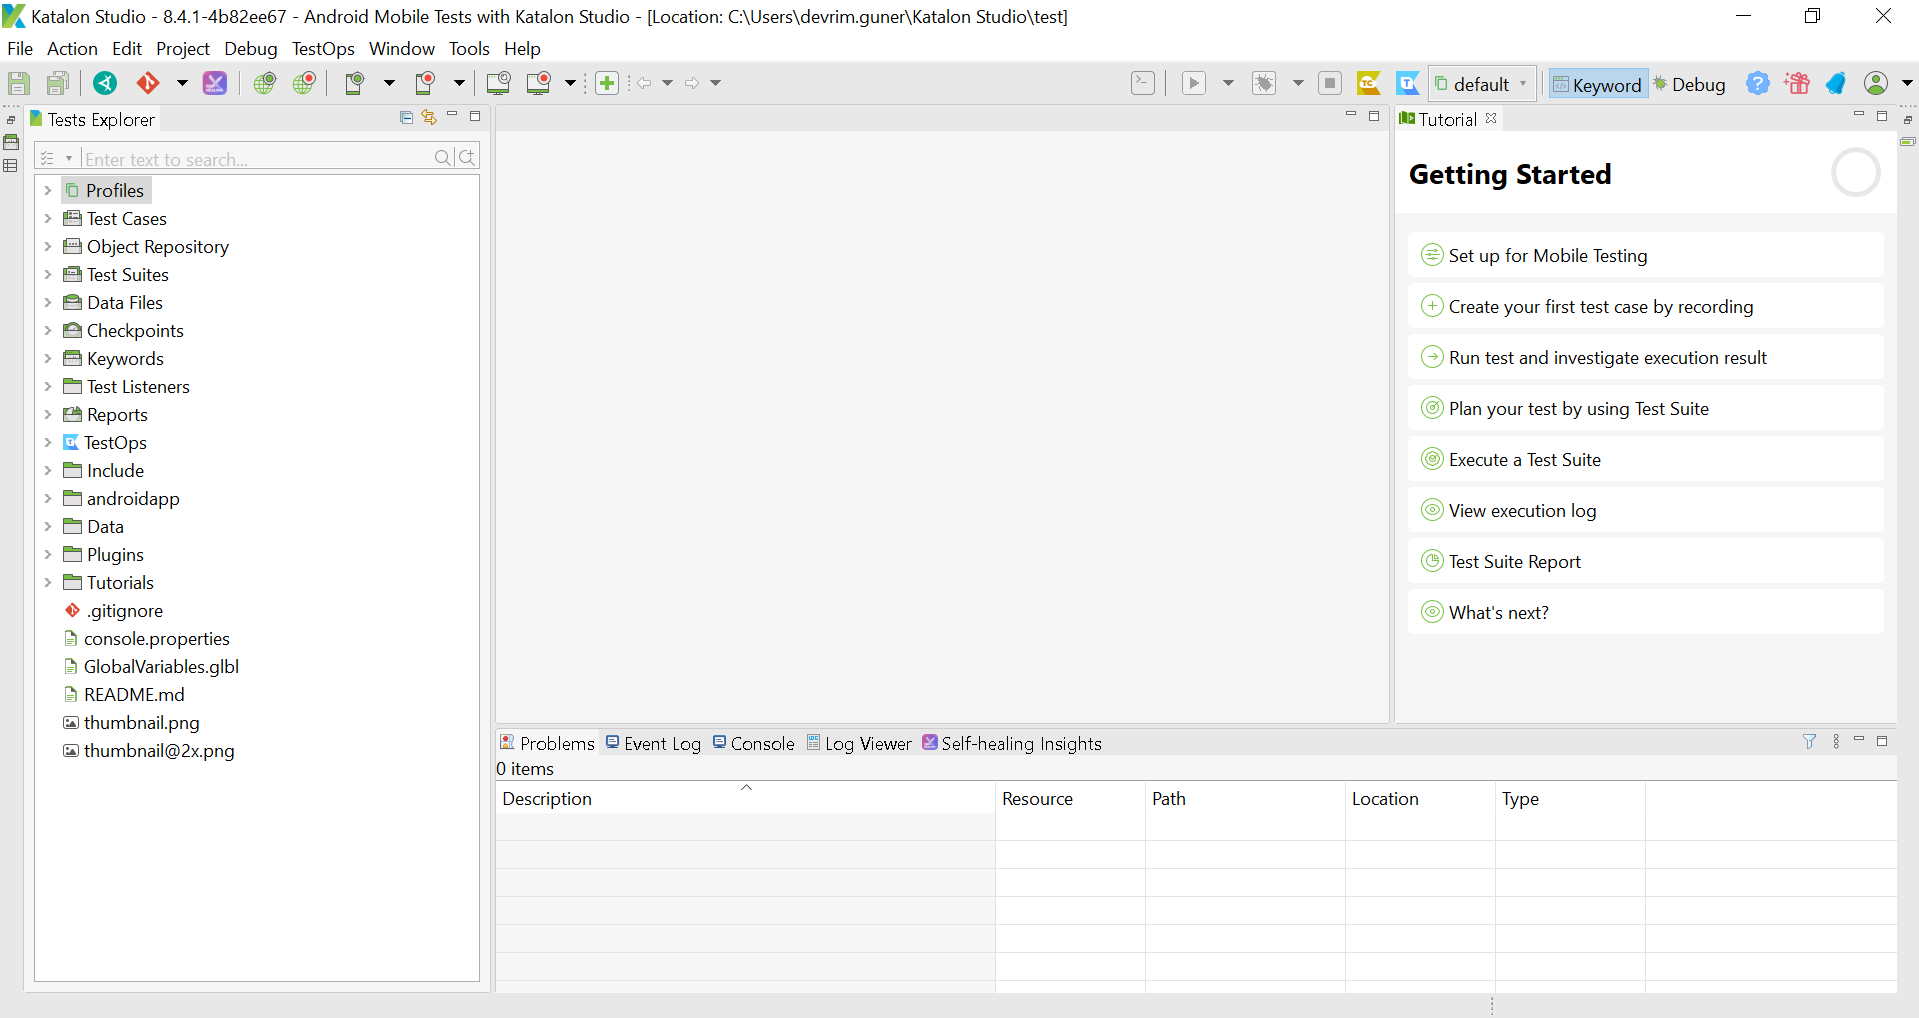 Katalon Studio - 8.4.1-4b82ee67 - Android Mobile Tests with Katalon Studio - [Location: C:\Users\devrim.guner\Katalon Studio\test]
File Action Edit Project Debug TestOps Window Tools Help
default Keyword Debug
Tests Explorer
Enter text to search...
Profiles
Test Cases
Object Repository
Test Suites
Data Files
Checkpoints
Keywords
Test Listeners
Reports
TestOps
Include
androidapp
Data
Plugins
Tutorials
.gitignore
console.properties
GlobalVariables.glbl
README.md
thumbnail.png
thumbnail@2x.png
Tutorial
Getting Started
Set up for Mobile Testing
Create your first test case by recording
Run test and investigate execution result
Plan your test by using Test Suite
Execute a Test Suite
View execution log
Test Suite Report
What's next?
Problems Event Log Console Log Viewer Self-healing Insights
0 items
Description Resource Path Location Type